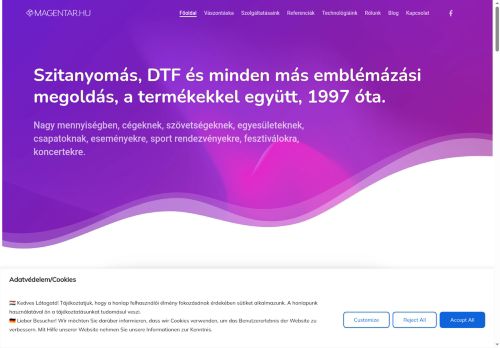 MAGENTAR.HU
Főoldal Vászontáska Szolgáltatásaink Referenciák Technológiáink Rólunk Blog Kapcsolat
Szitanyomás, DTF és minden más emblémázási
megoldás, a termékekkel együtt, 1997 óta.
Nagy mennyiségben, cégeknek, szövetségeknek, egyesületeknek,
csapatoknak, eseményekre, sport rendezvényekre, fesztiválokra,
koncertekre.
Adatvédelem/Cookies
Kedves Látogató! Tájékoztatjuk, hogy a honlap felhasználói élmény fokozásának érdekében sütiket alkalmazunk. A honlapunk
használatával ön a tájékoztatásunkat tudomásul veszi.
Lieber Besucher! Wir möchten Sie darüber informieren, dass wir Cookies verwenden, um das Benutzererlebnis der Website zu
verbessern. Mit Hilfe unserer Website nehmen Sie unsere Informationen zur Kenntnis.
Customize Reject All Accept All